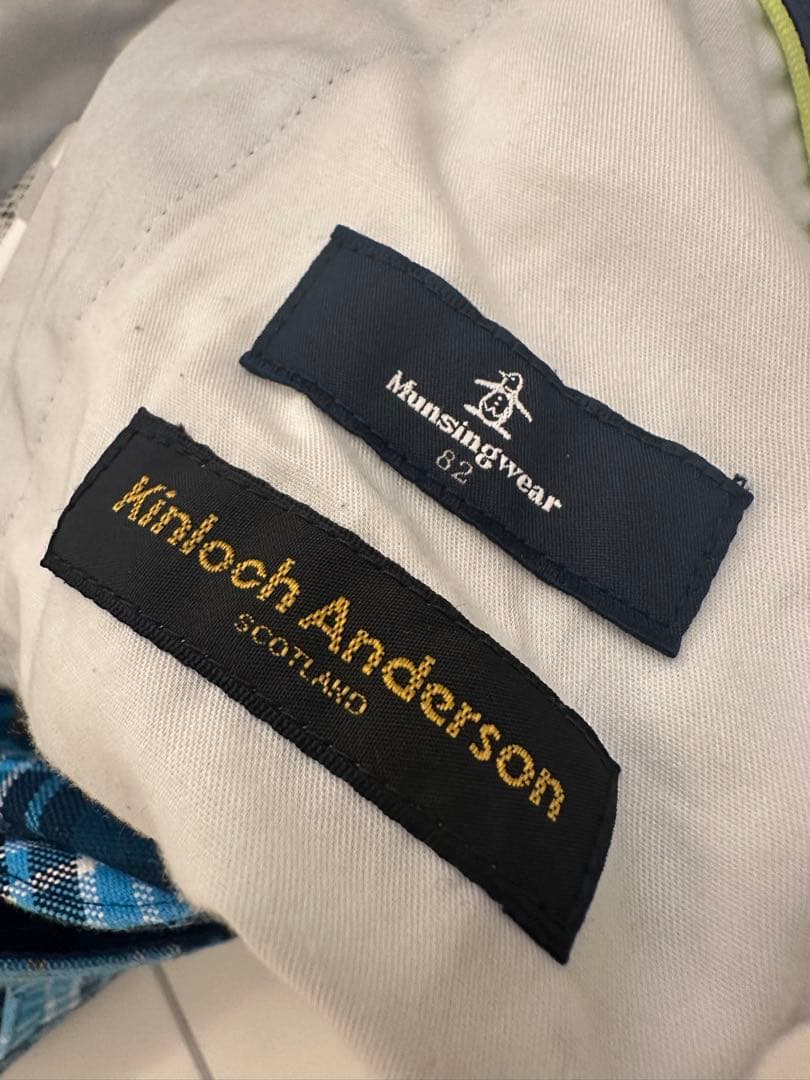 Munsingwear
82
Kinloch Anderson
SCOTLAND